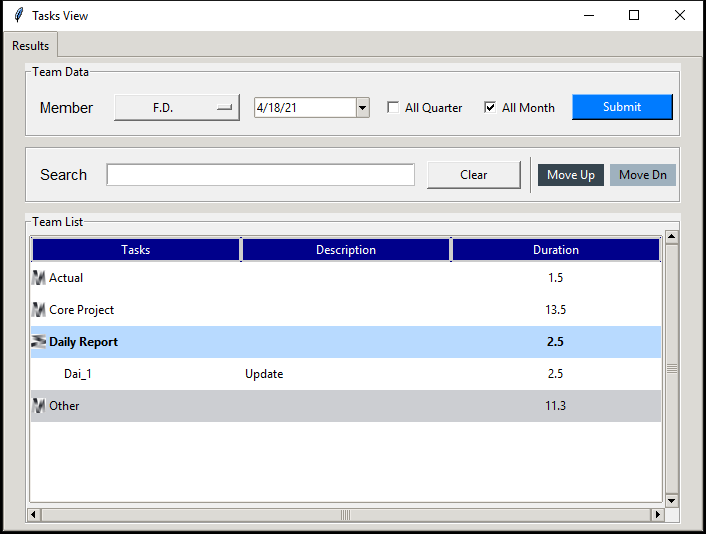 Tasks View
Results
Team Data
Member F.D. 4/18/21 All Quarter All Month Submit
Search Clear Move Up Move Dn
Team List
Tasks Description Duration
Actual 1.5
Core Project 13.5
Daily Report 2.5
Dai_1 Update 2.5
Other 11.3